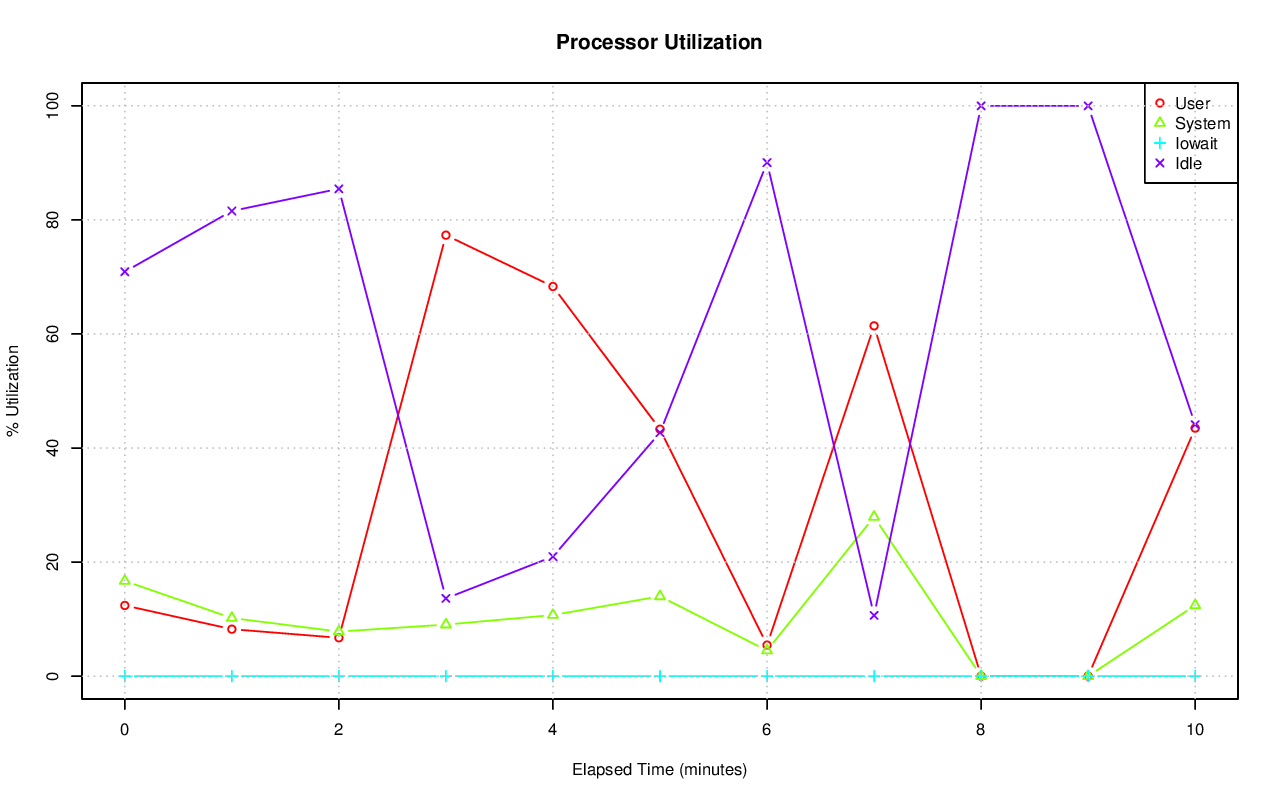 Processor Utilization
User
System
Iowait
Idle
% Utilization
100
80
60
40
20
0
0 2 4 6 8 10
Elapsed Time (minutes)